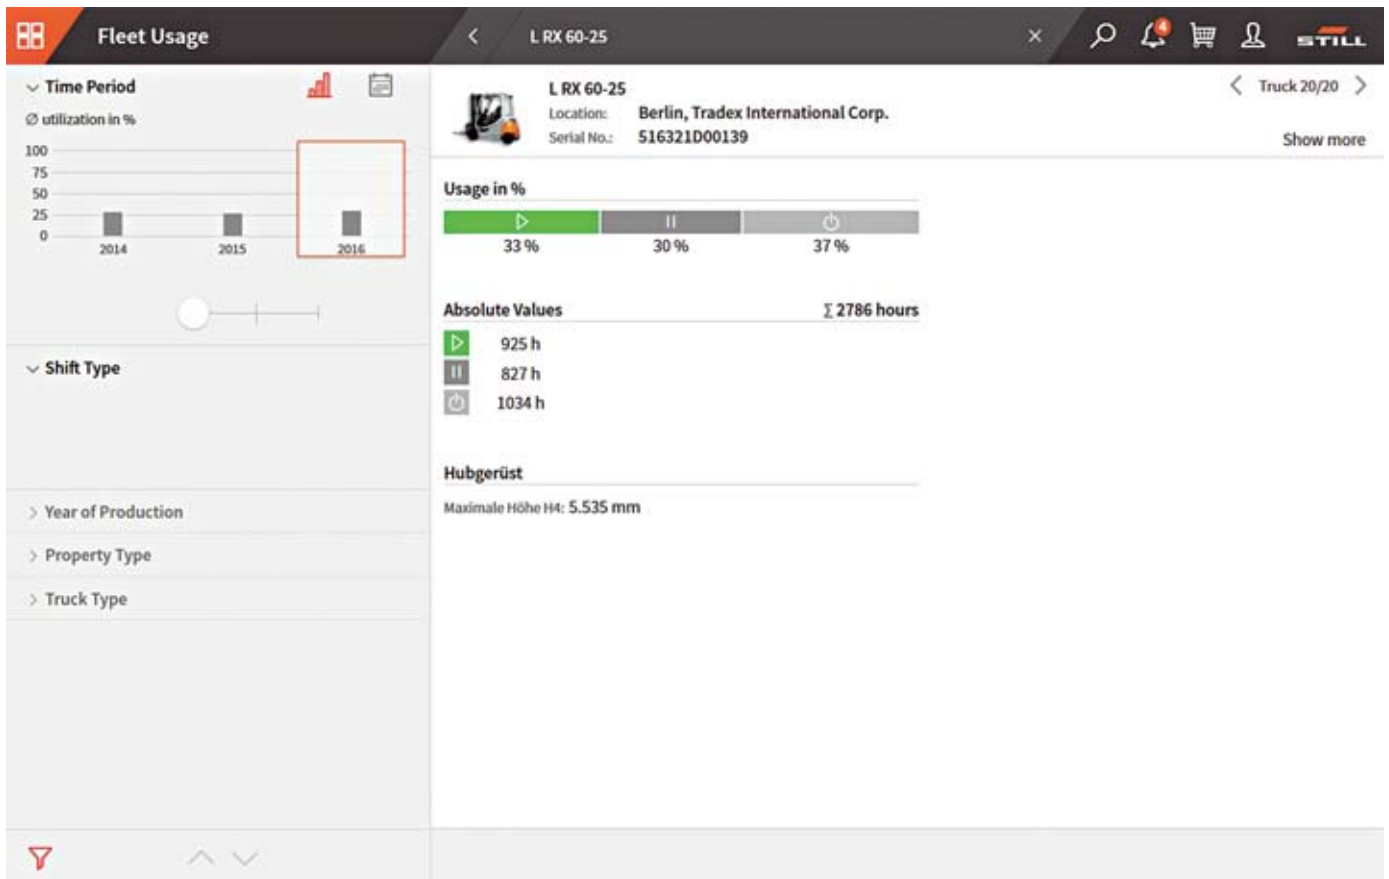 Fleet Usage
L RX 60-25
4
STILL
Time Period
Ø utilization in %
100
75
50
25
0
2014 2015 2016
Shift Type
Year of Production
Property Type
Truck Type
L RX 60-25
Location: Berlin, Tradex International Corp.
Serial No.: 516321D00139
Truck 20/20
Show more
Usage in %
33 % 30 % 37 %
Absolute Values Σ 2786 hours
925 h
827 h
1034 h
Hubgerüst
Maximale Höhe H4: 5.535 mm